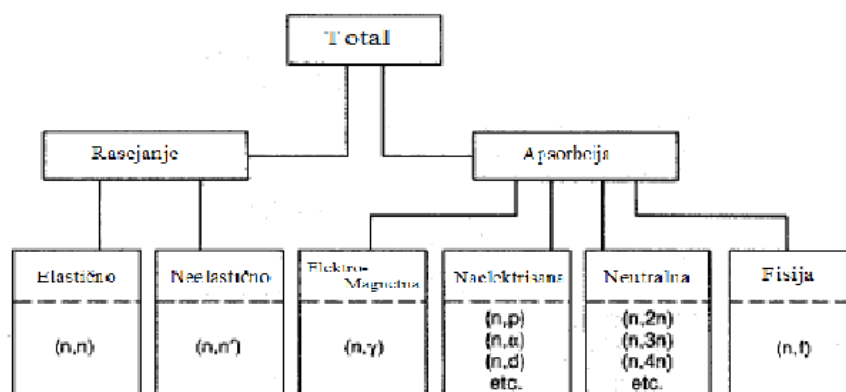 Total
Rasejanje
Apsorbcija
Elastično
(n,n)
Neelastično
(n,n')
Elektro-
Magnetna
(n,γ)
Naelektrisana
(n,p)
(n,α)
(n,d)
etc.
Neutralna
(n,2n)
(n,3n)
(n,4n)
etc.
Fisija
(n,f)